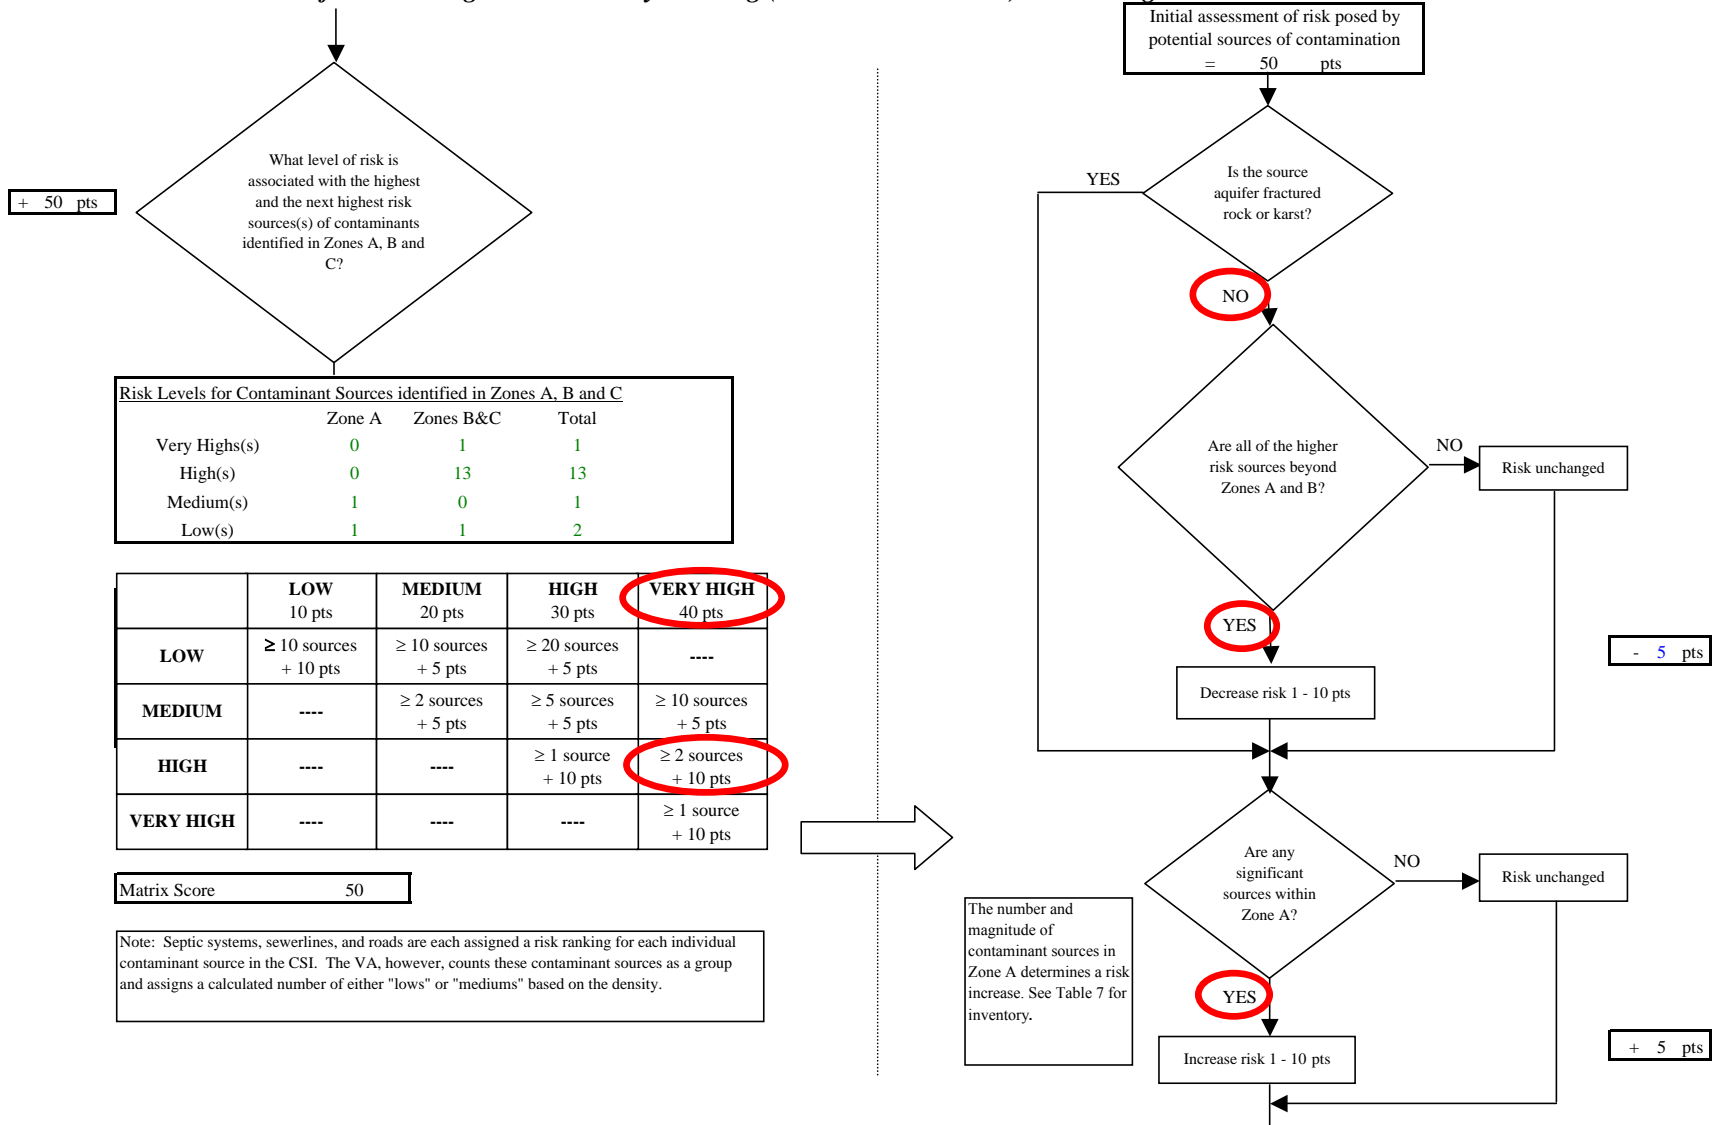 Initial assessment of risk posed by
potential sources of contamination
= 50 pts
What level of risk is
associated with the highest
and the next highest risk
sources(s) of contaminants
identified in Zones A, B and
C?
+ 50 pts
Risk Levels for Contaminant Sources identified in Zones A, B and C
Zone A Zones B&C Total
Very Highs(s) 0 1 1
High(s) 0 13 13
Medium(s) 1 0 1
Low(s) 1 1 2
LOW MEDIUM HIGH VERY HIGH
10 pts 20 pts 30 pts 40 pts
LOW ≥ 10 sources ≥ 10 sources ≥ 20 sources ----
+ 10 pts + 5 pts + 5 pts
MEDIUM ---- ≥ 2 sources ≥ 5 sources ≥ 10 sources
+ 5 pts + 5 pts + 5 pts
HIGH ---- ---- ≥ 1 source ≥ 2 sources
+ 10 pts + 10 pts
VERY HIGH ---- ---- ---- ≥ 1 source
+ 10 pts
Matrix Score 50
Note: Septic systems, sewerlines, and roads are each assigned a risk ranking for each individual
contaminant source in the CSI. The VA, however, counts these contaminant sources as a group
and assigns a calculated number of either "lows" or "mediums" based on the density.
Is the source
aquifer fractured
rock or karst?
YES
NO
Are all of the higher
risk sources beyond
Zones A and B?
NO
Risk unchanged
YES
- 5 pts
Decrease risk 1 - 10 pts
Are any
significant
sources within
Zone A?
NO
Risk unchanged
The number and
magnitude of
contaminant sources in
Zone A determines a risk
increase. See Table 7 for
inventory.
YES
Increase risk 1 - 10 pts
+ 5 pts